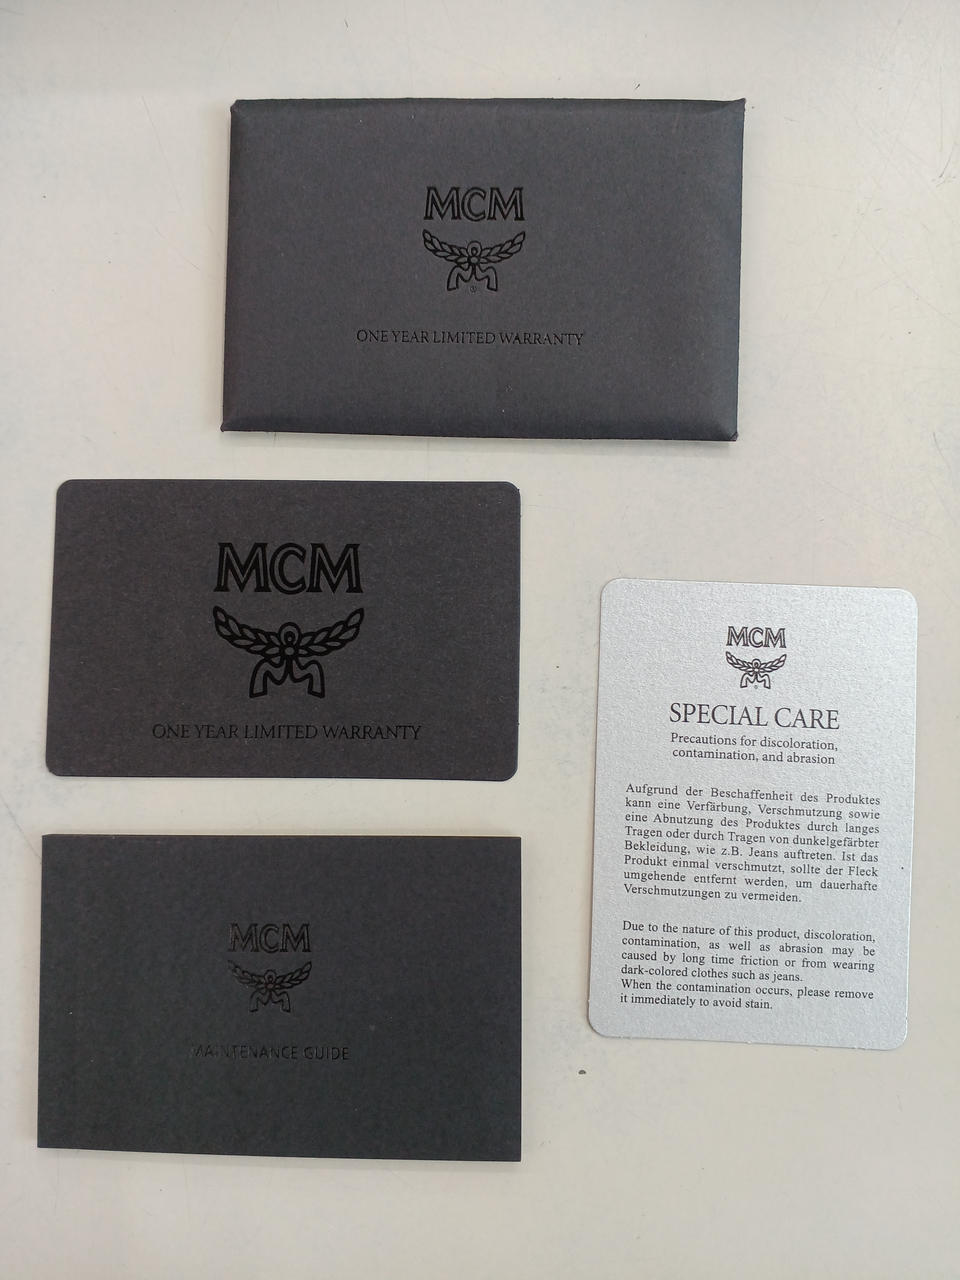 MCM
®
ONE YEAR LIMITED WARRANTY
MCM
ONE YEAR LIMITED WARRANTY
MCM
MAINTENANCE GUIDE
MCM
SPECIAL CARE
Precautions for discoloration,
contamination, and abrasion
Aufgrund der Beschaffenheit des Produktes
kann eine Verfärbung, Verschmutzung sowie
eine Abnutzung des Produktes durch langes
Tragen oder durch Tragen von dunkelgefärbter
Bekleidung, wie z.B. Jeans auftreten. Ist das
Produkt einmal verschmutzt, sollte der Fleck
umgehende entfernt werden, um dauerhafte
Verschmutzungen zu vermeiden.
Due to the nature of this product, discoloration,
contamination, as well as abrasion may be
caused by long time friction or from wearing
dark-colored clothes such as jeans.
When the contamination occurs, please remove
it immediately to avoid stain.